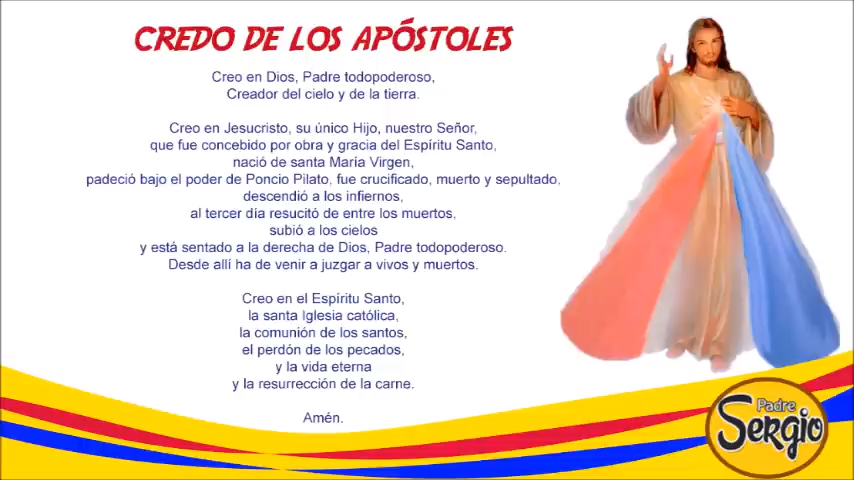 CREDO DE LOS APÓSTOLES
Creo en Dios, Padre todopoderoso,
Creador del cielo y de la tierra.
Creo en Jesucristo, su único Hijo, nuestro Señor,
que fue concebido por obra y gracia del Espíritu Santo,
nació de santa María Virgen,
padeció bajo el poder de Poncio Pilato, fue crucificado, muerto y sepultado,
descendió a los infiernos,
al tercer día resucitó de entre los muertos,
subió a los cielos
y está sentado a la derecha de Dios, Padre todopoderoso.
Desde allí ha de venir a juzgar a vivos y muertos.
Creo en el Espíritu Santo,
la santa Iglesia católica,
la comunión de los santos,
el perdón de los pecados,
y la vida eterna
y la resurrección de la carne.
Amén.
Padre
Sergio